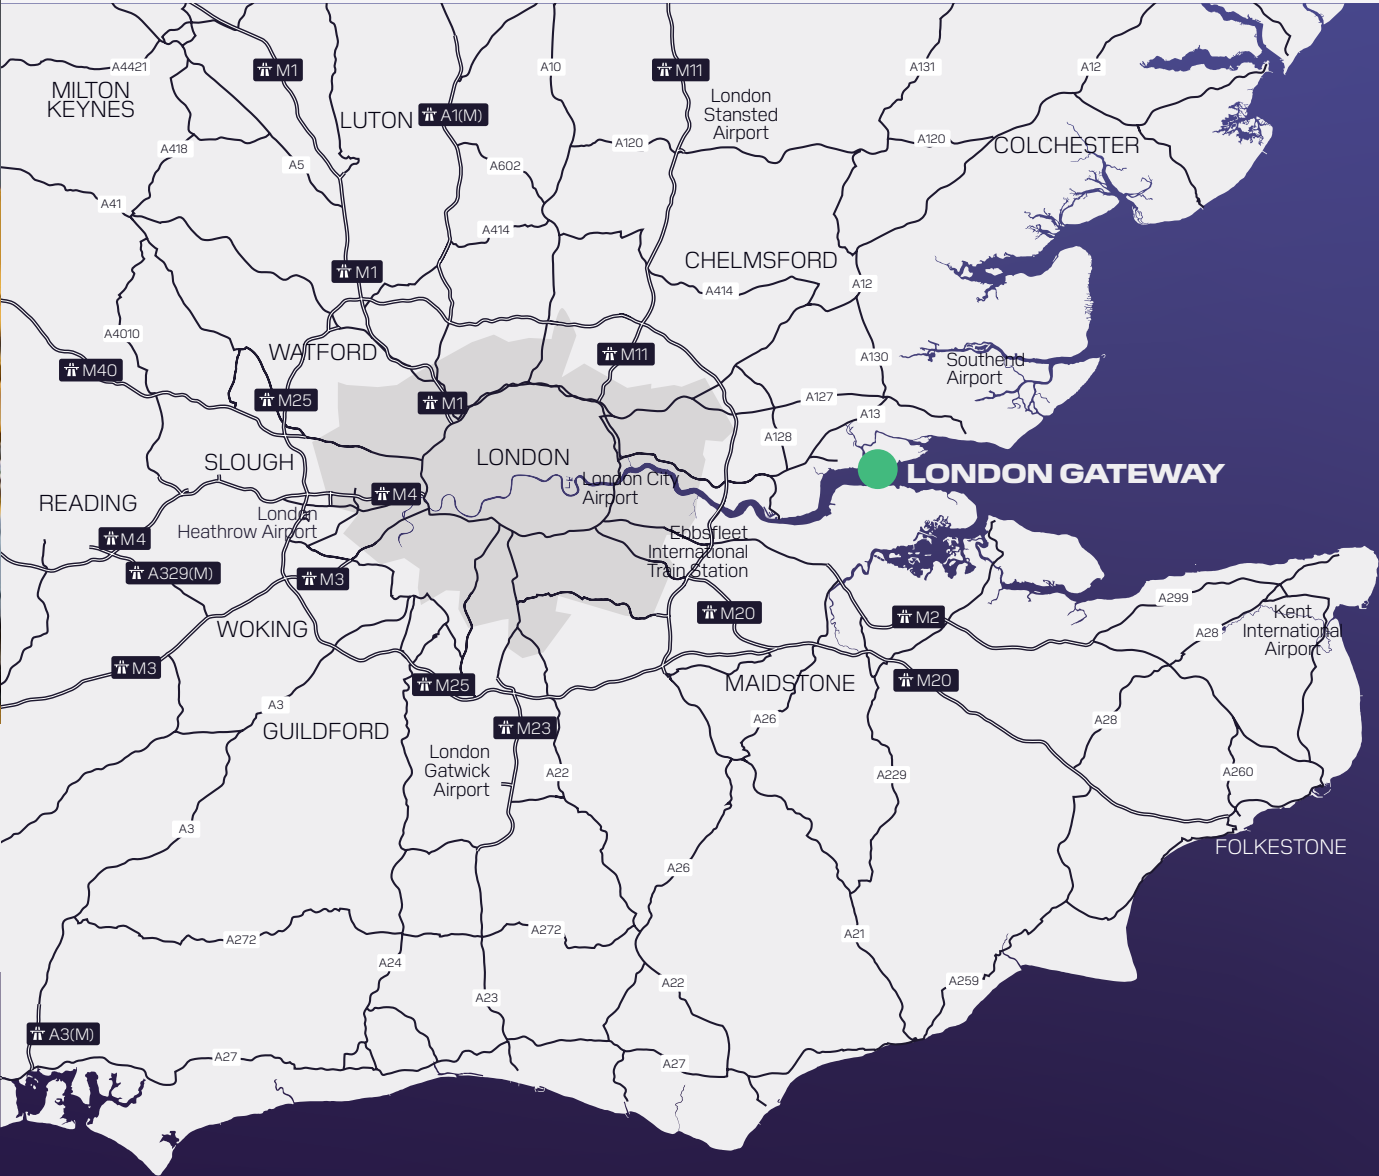 A4421
M1
A10
M11
A131
A12
MILTON
KEYNES
LUTON
A1(M)
London
Stansted
Airport
A418
A5
A602
A120
A120
COLCHESTER
A41
A414
CHELMSFORD
M1
A414
A12
A4010
WATFORD
M11
A130
Southend
Airport
M40
M25
M1
A127
A13
A128
SLOUGH
LONDON
LONDON GATEWAY
London City
Airport
READING
M4
London
Heathrow Airport
M4
Ebbsfleet
International
Train Station
A329(M)
M3
A299
M20
M2
Kent
International
Airport
A28
WOKING
M3
M25
MAIDSTONE
M20
A3
A26
A28
GUILDFORD
M23
London
Gatwick
Airport
A22
A229
A260
A3
FOLKESTONE
A26
A272
A272
A21
A24
A22
A259
A23
A3(M)
A27
A27